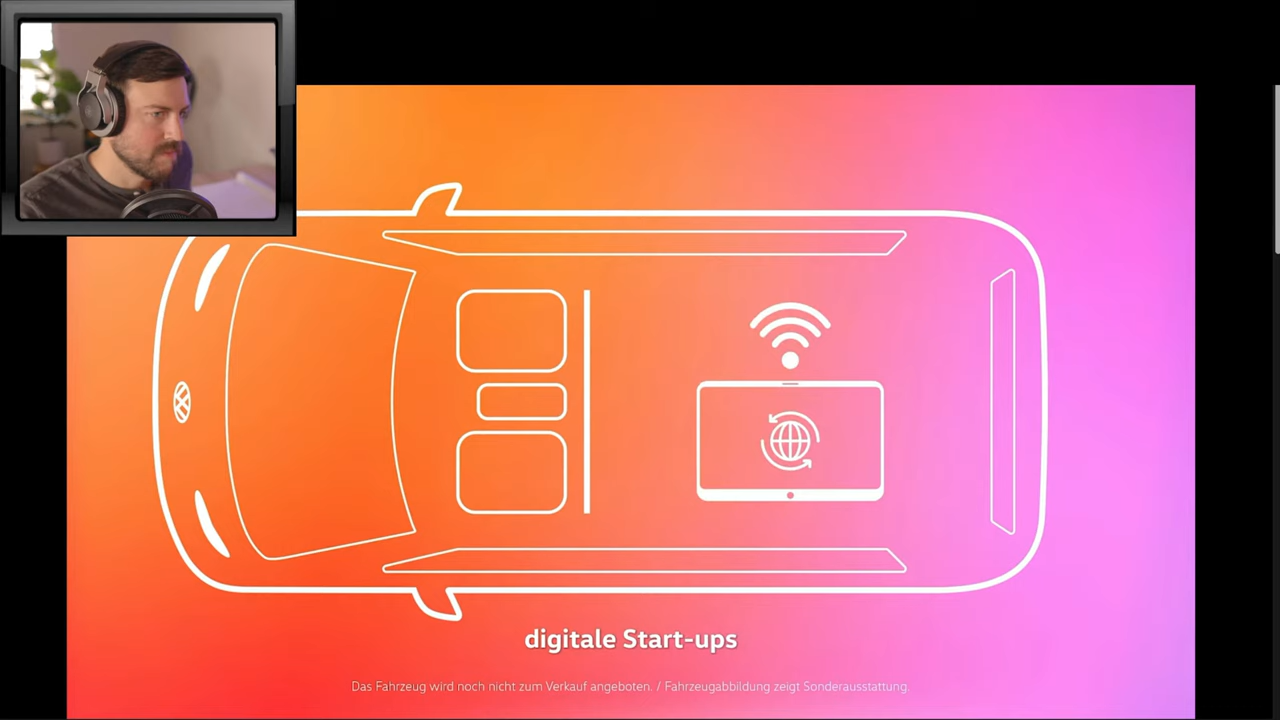 digitale Start-ups
Das Fahrzeug wird noch nicht zum Verkauf angeboten. / Fahrzeugabbildung zeigt Sonderausstattung.